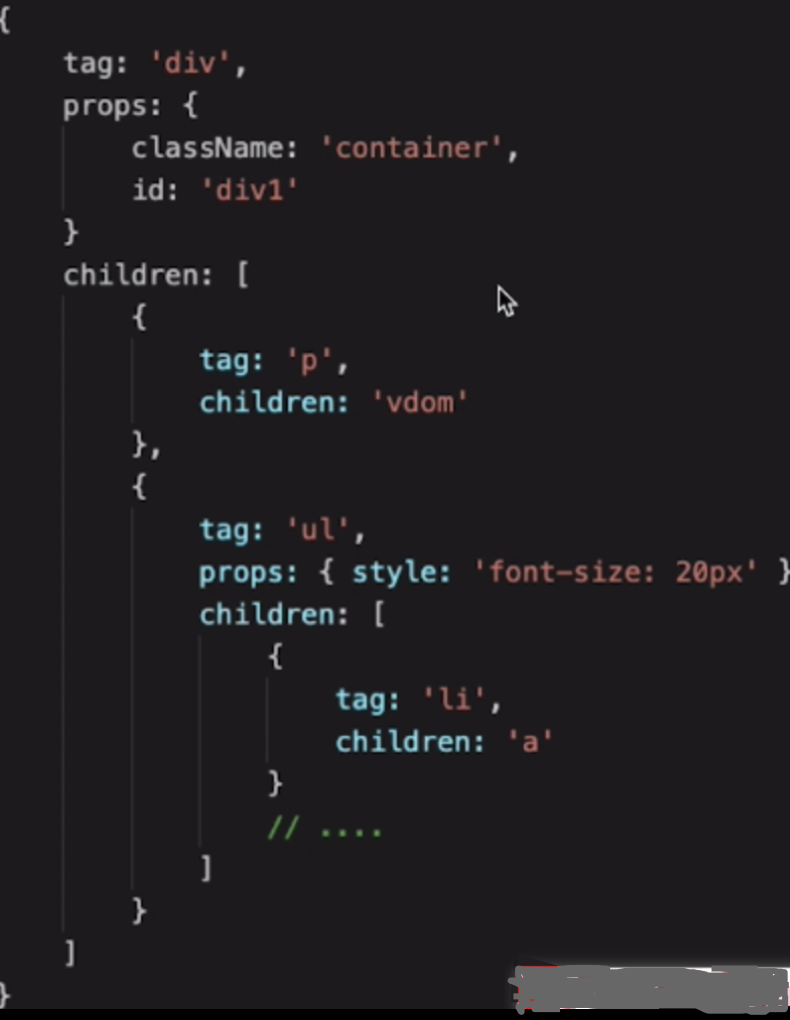 {
    tag: 'div',
    props: {
        className: 'container',
        id: 'div1'
    }
    children: [
        {
            tag: 'p',
            children: 'vdom'
        },
        {
            tag: 'ul',
            props: { style: 'font-size: 20px' }
            children: [
                {
                    tag: 'li',
                    children: 'a'
                }
                // ....
            ]
        }
    ]
}